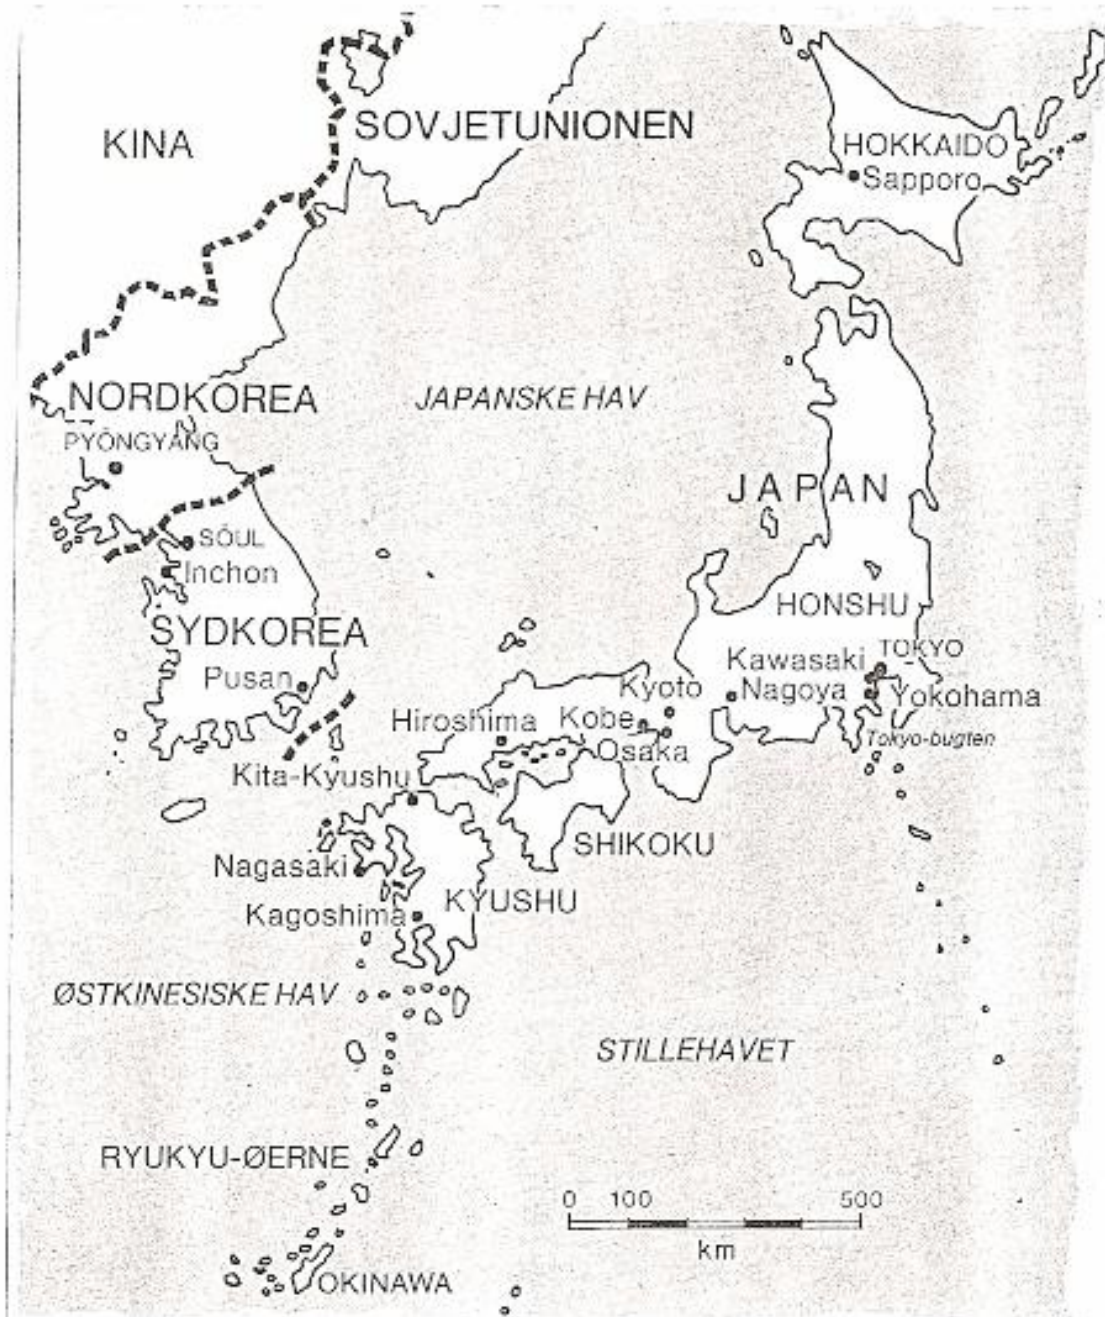 SOVJETUNIONEN
KINA
HOKKAIDO
Sapporo
NORDKOREA
JAPANSKE HAV
PYŎNGYANG
JAPAN
SŎUL
Inchon
HONSHU
SYDKOREA
Pusan
Kawasaki
TOKYO
Nagoya
Yokohama
Kyoto
Hiroshima
Kobe
Osaka
Tokyo-bugten
Kita-Kyushu
SHIKOKU
Nagasaki
KYUSHU
Kagoshima
ØSTKINESISKE HAV
STILLEHAVET
RYUKYU-ØERNE
0 100 500
km
OKINAWA